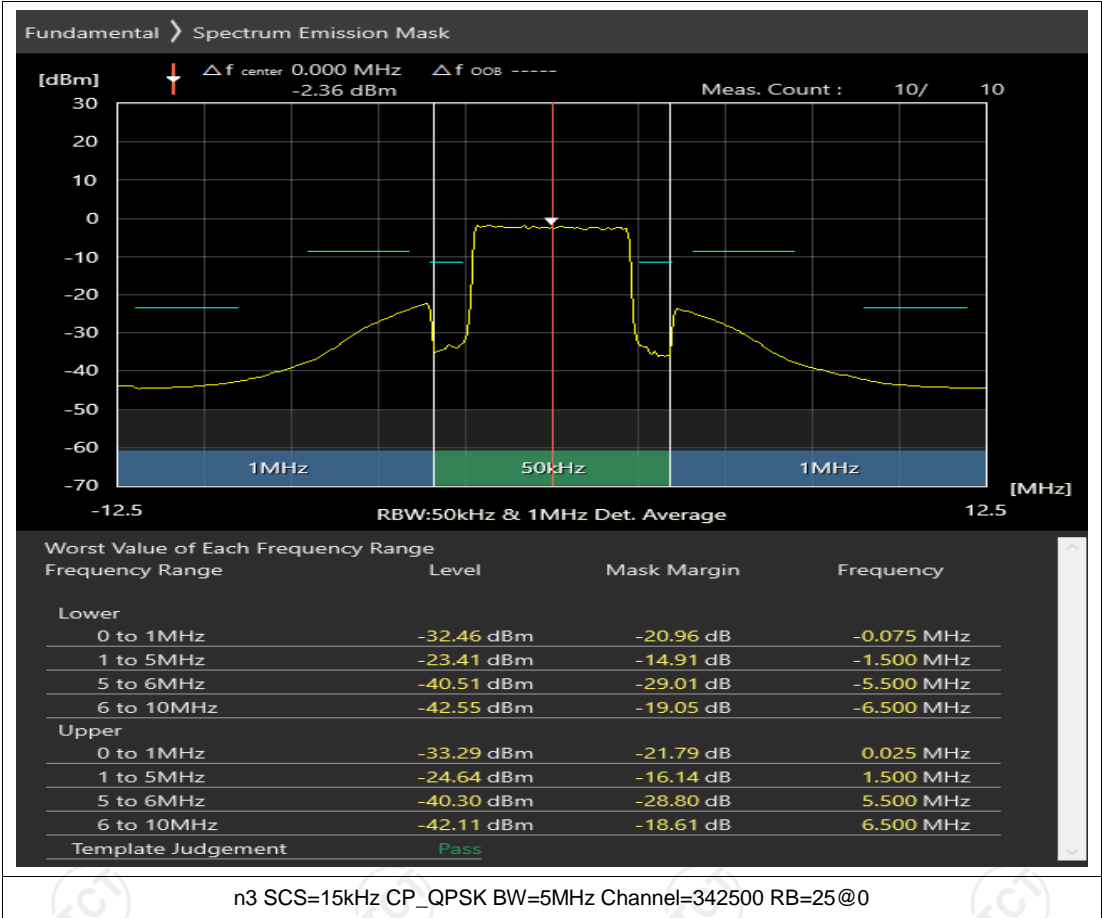 Fundamental ❯ Spectrum Emission Mask
[dBm] △f center 0.000 MHz △f OOB -----
-2.36 dBm Meas. Count : 10/ 10
30
20
10
0
-10
-20
-30
-40
-50
-60
1MHz 50kHz 1MHz
-70
[MHz]
-12.5 RBW:50kHz & 1MHz Det. Average 12.5
Worst Value of Each Frequency Range
Frequency Range Level Mask Margin Frequency
Lower
0 to 1MHz -32.46 dBm -20.96 dB -0.075 MHz
1 to 5MHz -23.41 dBm -14.91 dB -1.500 MHz
5 to 6MHz -40.51 dBm -29.01 dB -5.500 MHz
6 to 10MHz -42.55 dBm -19.05 dB -6.500 MHz
Upper
0 to 1MHz -33.29 dBm -21.79 dB 0.025 MHz
1 to 5MHz -24.64 dBm -16.14 dB 1.500 MHz
5 to 6MHz -40.30 dBm -28.80 dB 5.500 MHz
6 to 10MHz -42.11 dBm -18.61 dB 6.500 MHz
Template Judgement Pass
n3 SCS=15kHz CP_QPSK BW=5MHz Channel=342500 RB=25@0
TCT TCT TCT TCT